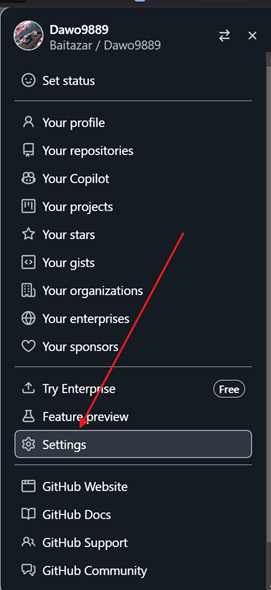 Dawo9889
Baitazar / Dawo9889
Set status
Your profile
Your repositories
Your Copilot
Your projects
Your stars
Your gists
Your organizations
Your enterprises
Your sponsors
Try Enterprise Free
Feature preview
Settings
GitHub Website
GitHub Docs
GitHub Support
GitHub Community